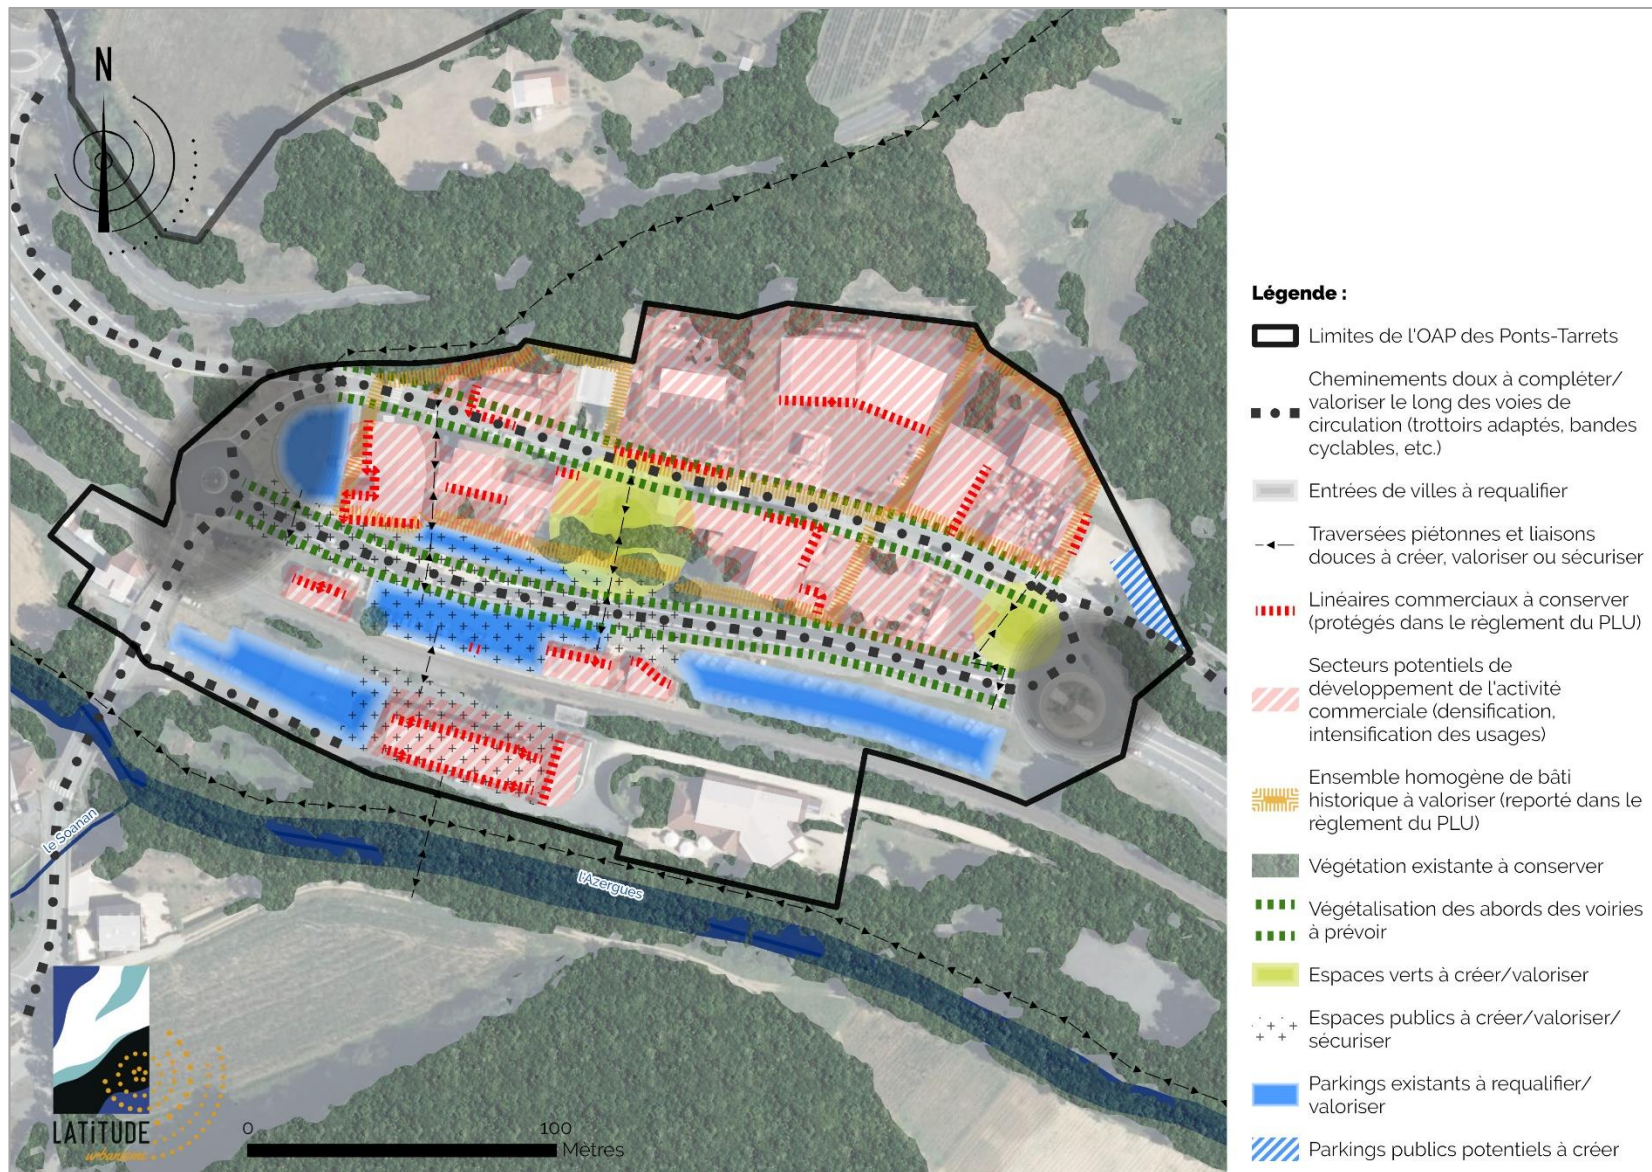 N
le Soanan
l'Azergues
LATiTUDE
urbanisme
0
100
Mètres
Légende :
Limites de l'OAP des Ponts-Tarrets
Cheminements doux à compléter/
valoriser le long des voies de
circulation (trottoirs adaptés, bandes
cyclables, etc.)
Entrées de villes à requalifier
Traversées piétonnes et liaisons
douces à créer, valoriser ou sécuriser
Linéaires commerciaux à conserver
(protégés dans le règlement du PLU)
Secteurs potentiels de
développement de l'activité
commerciale (densification,
intensification des usages)
Ensemble homogène de bâti
historique à valoriser (reporté dans le
règlement du PLU)
Végétation existante à conserver
Végétalisation des abords des voiries
à prévoir
Espaces verts à créer/valoriser
Espaces publics à créer/valoriser/
sécuriser
Parkings existants à requalifier/
valoriser
Parkings publics potentiels à créer